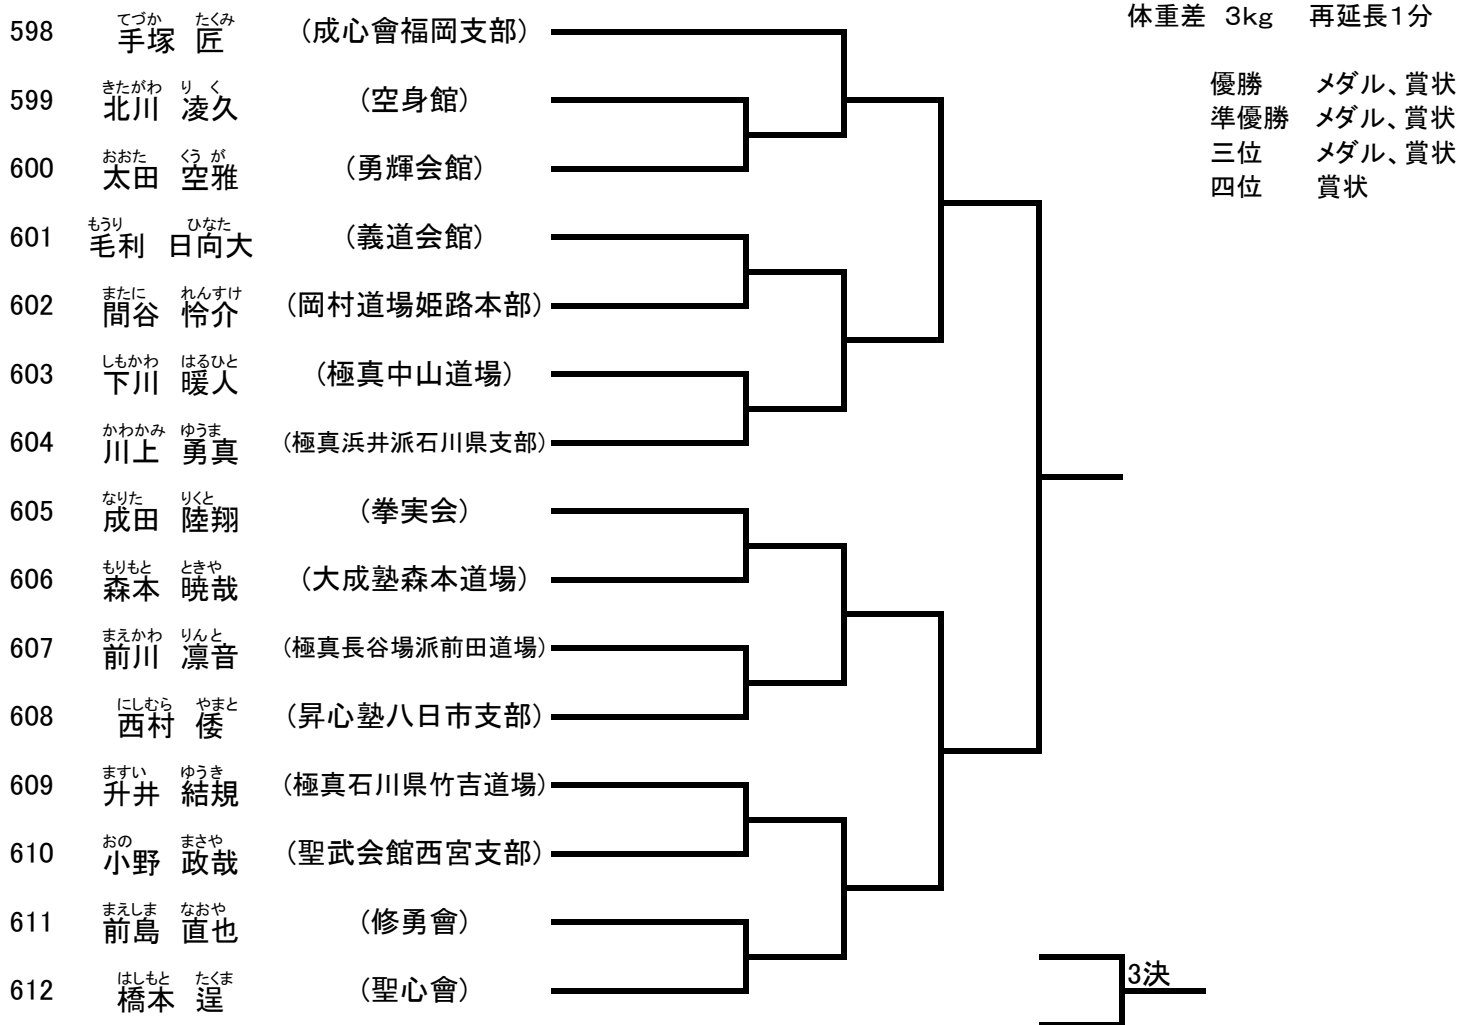 体重差 3kg 再延長1分
優勝 メダル、賞状
準優勝 メダル、賞状
三位 メダル、賞状
四位 賞状
てづか たくみ
598 手塚 匠 (成心會福岡支部)
きたがわ りく
599 北川 凌久 (空身館)
おおた くうが
600 太田 空雅 (勇輝会館)
もうり ひなた
601 毛利 日向大 (義道会館)
またに れんすけ
602 間谷 怜介 (岡村道場姫路本部)
しもかわ はるひと
603 下川 暖人 (極真中山道場)
かわかみ ゆうま
604 川上 勇真 (極真浜井派石川県支部)
なりた りくと
605 成田 陸翔 (拳実会)
もりもと ときや
606 森本 暁哉 (大成塾森本道場)
まえかわ りんと
607 前川 凛音 (極真長谷場派前田道場)
にしむら やまと
608 西村 倭 (昇心塾八日市支部)
ますい ゆうき
609 升井 結規 (極真石川県竹吉道場)
おの まさや
610 小野 政哉 (聖武会館西宮支部)
まえしま なおや
611 前島 直也 (修勇會)
はしもと たくま
612 橋本 逞 (聖心會)
3決